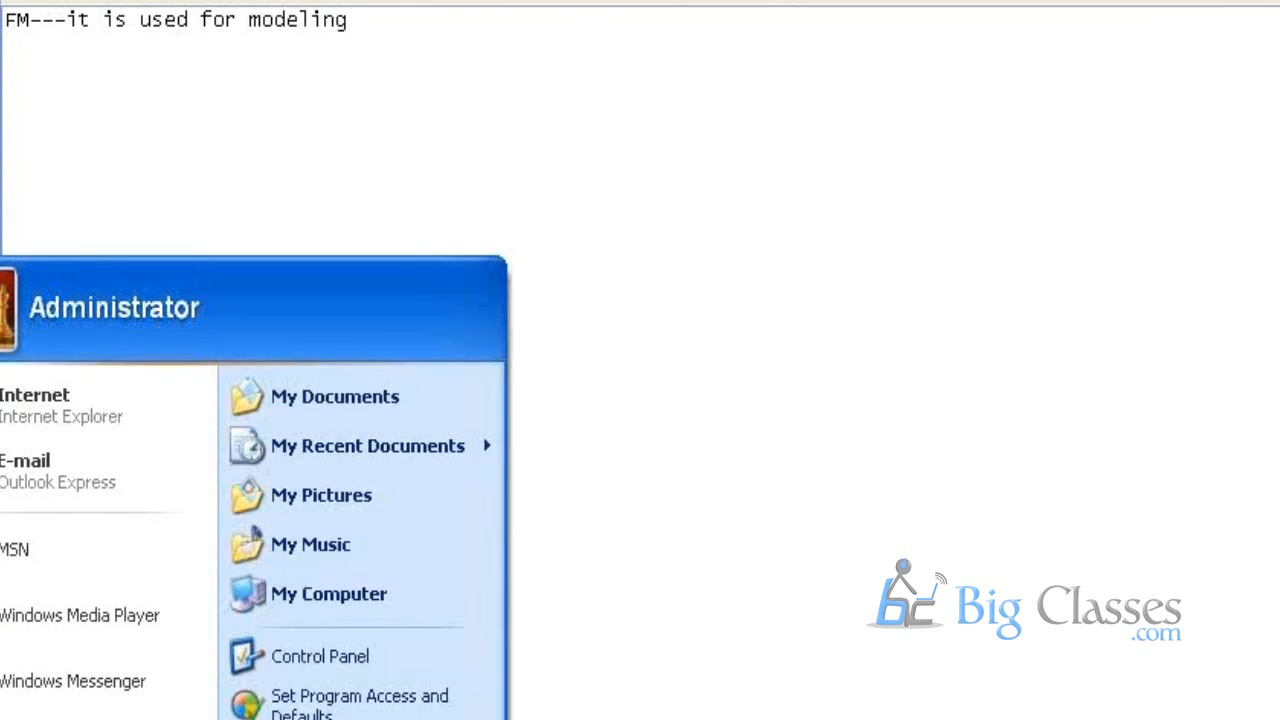 FM---it is used for modeling
Administrator
Internet
Internet Explorer
E-mail
Outlook Express
MSN
Windows Media Player
Windows Messenger
My Documents
My Recent Documents
My Pictures
My Music
My Computer
Control Panel
Set Program Access and
Defaults
Big Classes
.com